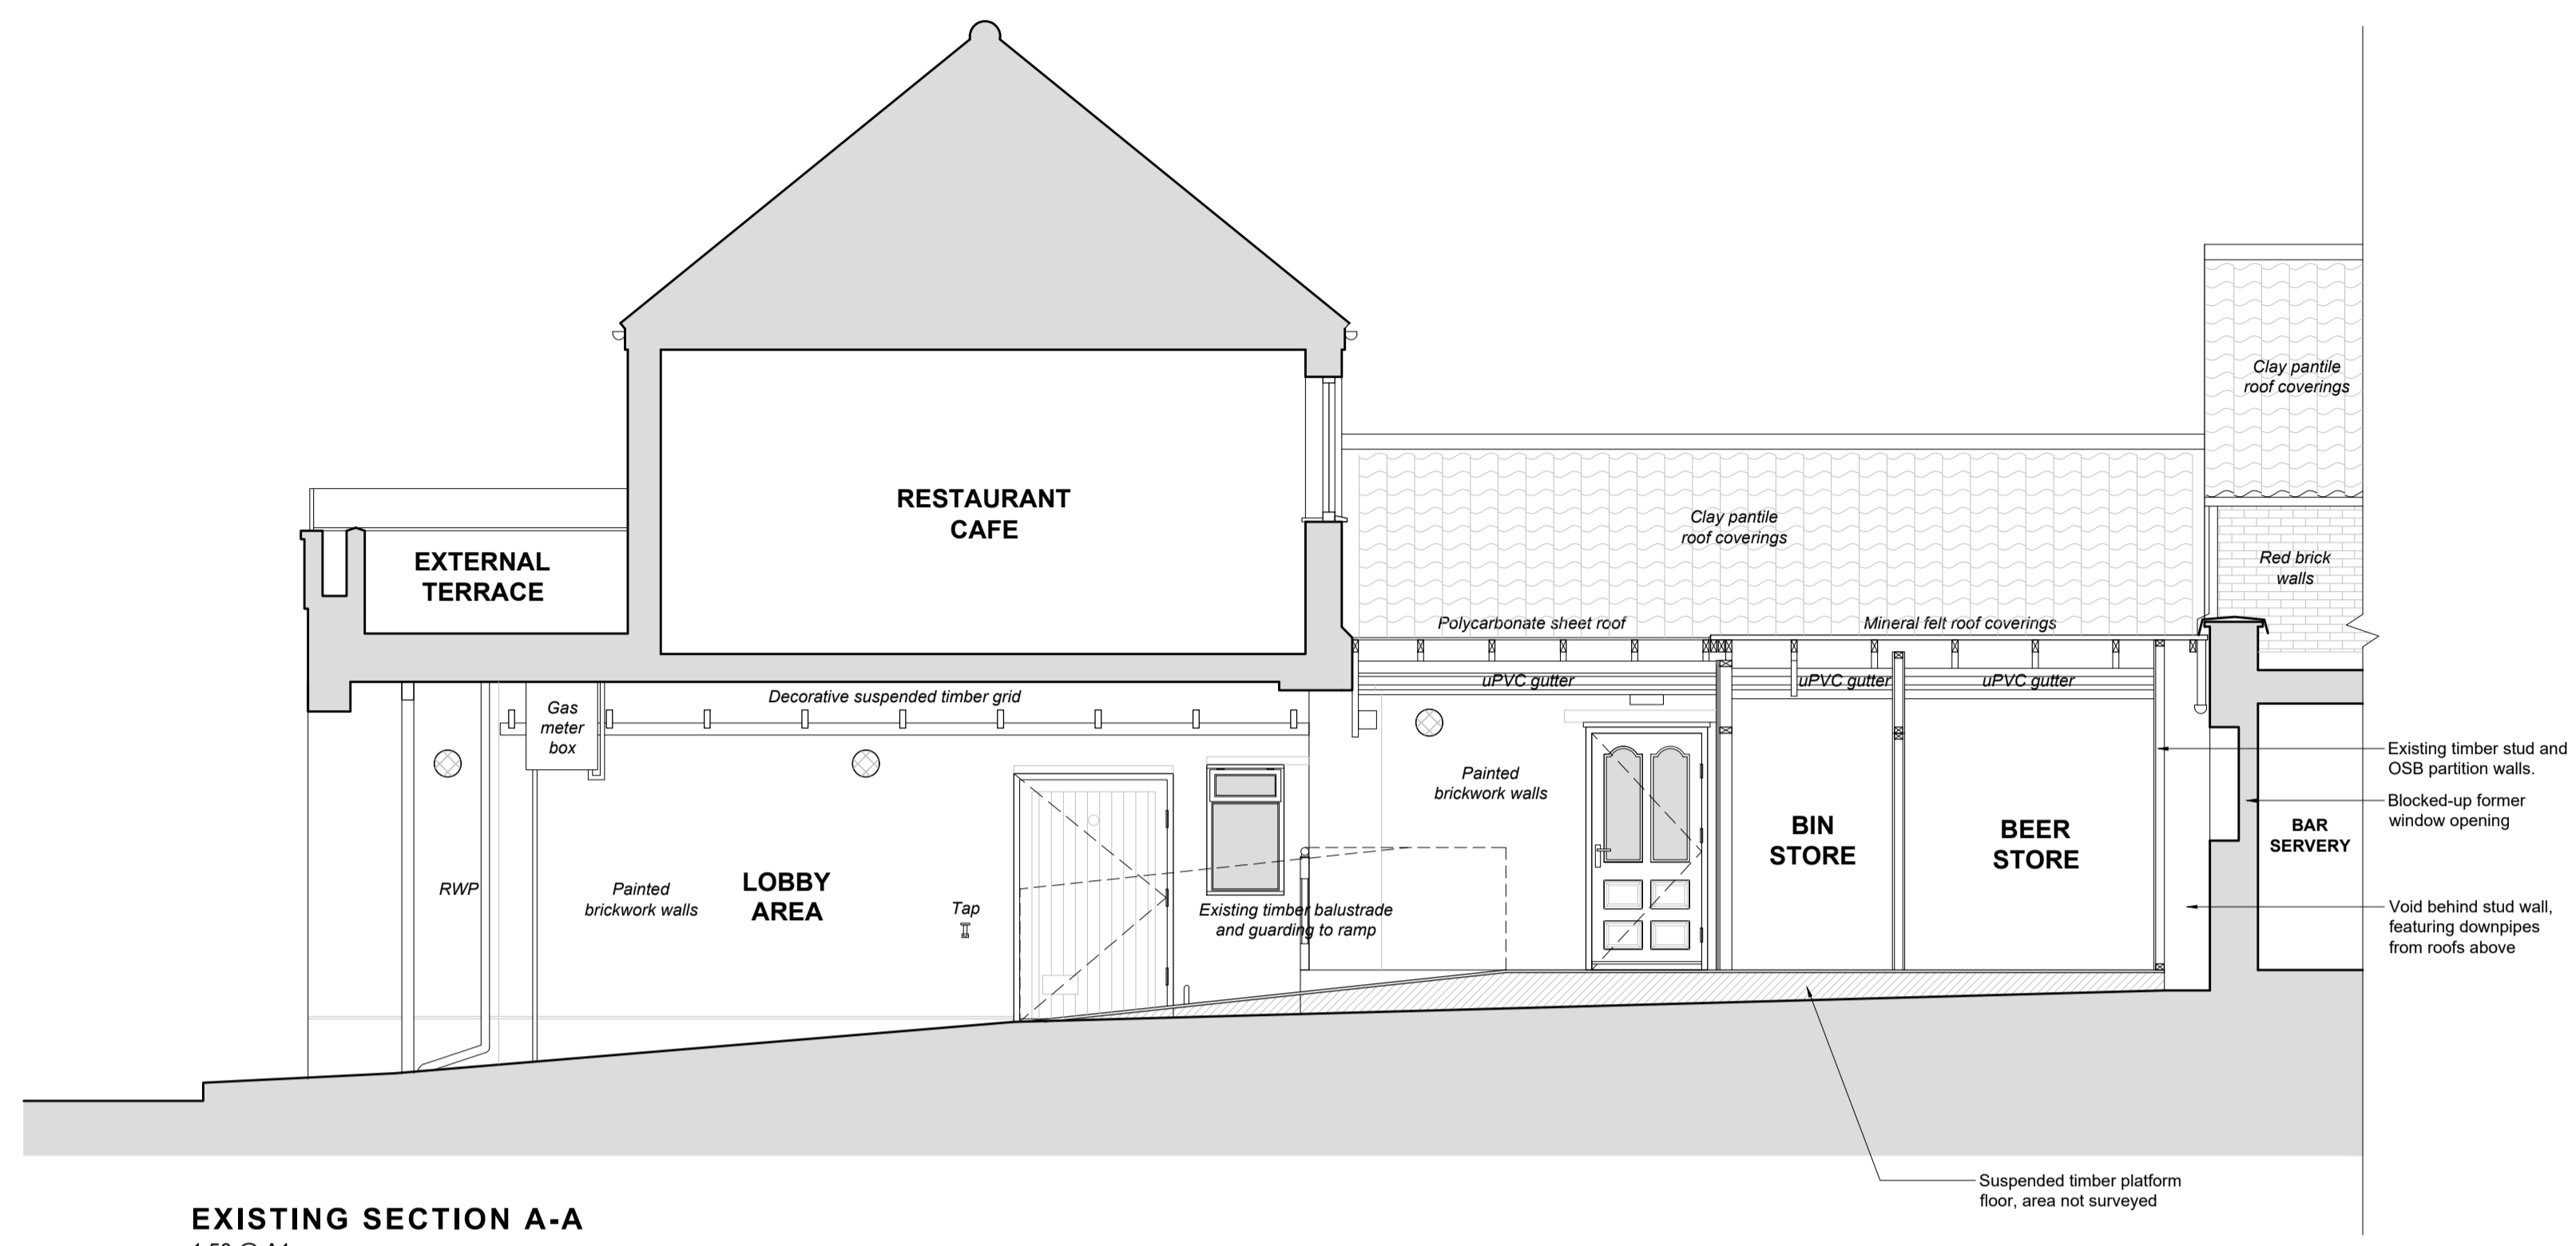 Clay pantile
roof coverings
RESTAURANT
CAFE
Clay pantile
roof coverings
EXTERNAL
TERRACE
Red brick
walls
Polycarbonate sheet roof
Mineral felt roof coverings
uPVC gutter
uPVC gutter
uPVC gutter
Decorative suspended timber grid
Gas
meter
box
Existing timber stud and
OSB partition walls.
Painted
brickwork walls
Blocked-up former
window opening
BIN
STORE
BEER
STORE
BAR
SERVERY
RWP
Painted
brickwork walls
LOBBY
AREA
Tap
Existing timber balustrade
and guarding to ramp
Void behind stud wall,
featuring downpipes
from roofs above
Suspended timber platform
floor, area not surveyed
EXISTING SECTION A-A